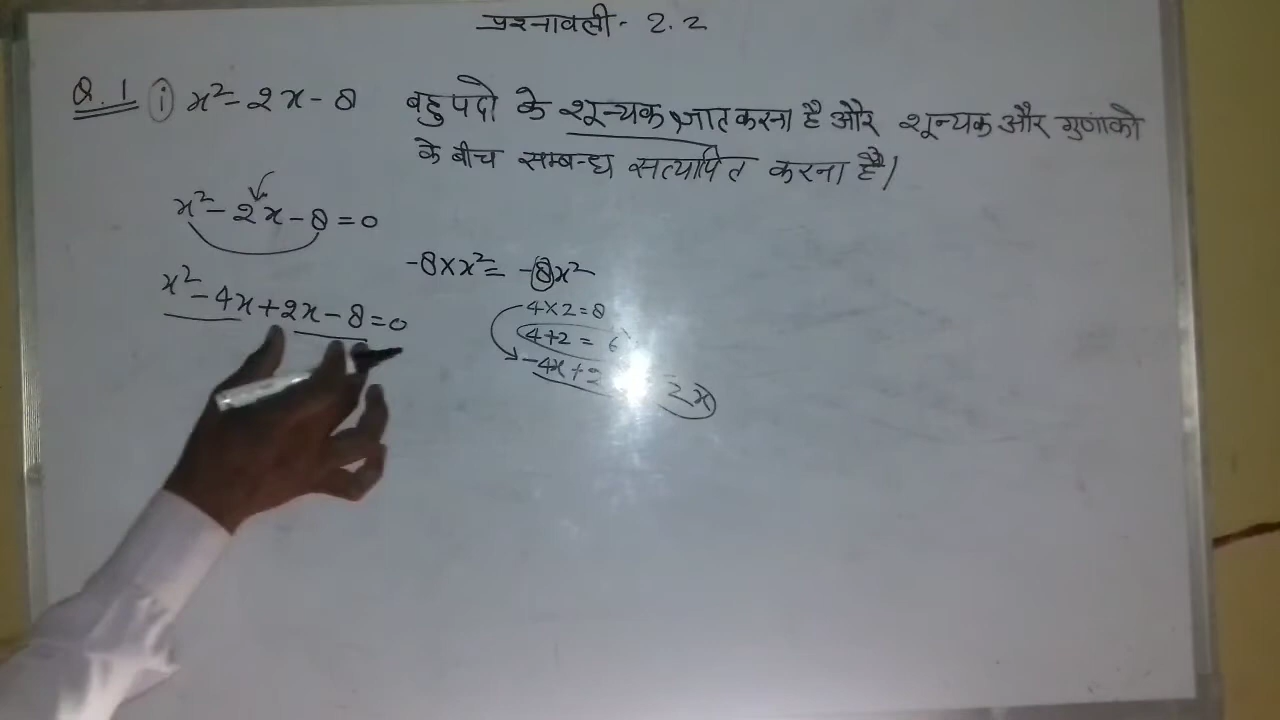 प्रश्नावली - 2.2
Q. 1 (i) x² - 2x - 8 बहुपदो के शून्यक ज्ञात करना है और शून्यक और गुणांको
के बीच सम्बन्ध सत्यापित करना है।
x² - 2x - 8 = 0
-8 × x² = -8x²
x² - 4x + 2x - 8 = 0
4 × 2 = 8
4 + 2 = 6
-4x + 2
2x